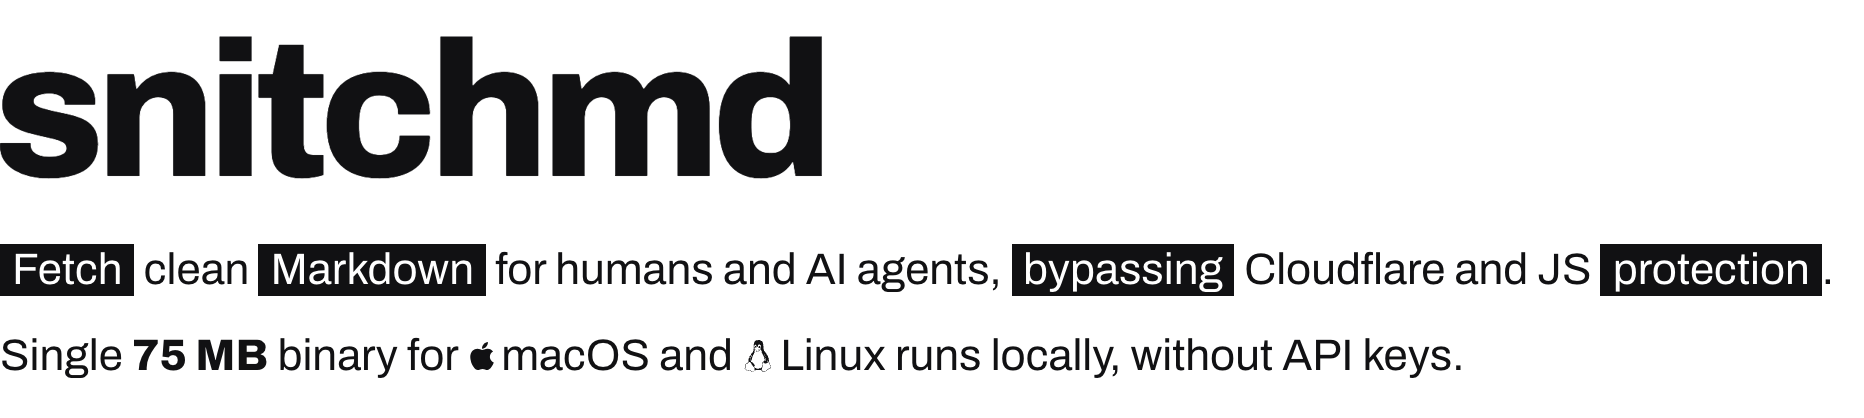 snitchmd
Fetch clean Markdown for humans and AI agents, bypassing Cloudflare and JS protection.
Single 75 MB binary for macOS and Linux runs locally, without API keys.